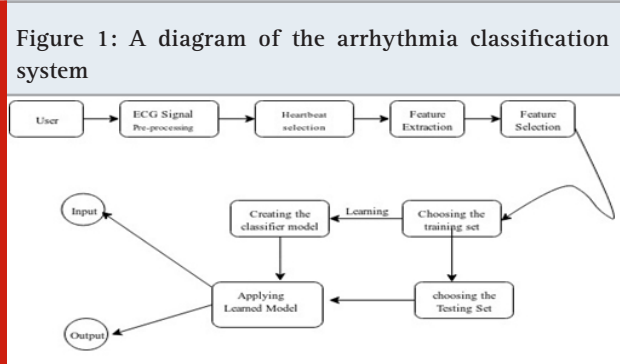 Figure 1: A diagram of the arrhythmia classification
system
User
ECG Signal
Pre-processing
Heartbeat
selection
Feature
Extraction
Feature
Selection
Input
Creating the
classifier model
Learning
Choosing the
training set
Applying
Learned Model
choosing the
Testing Set
Output